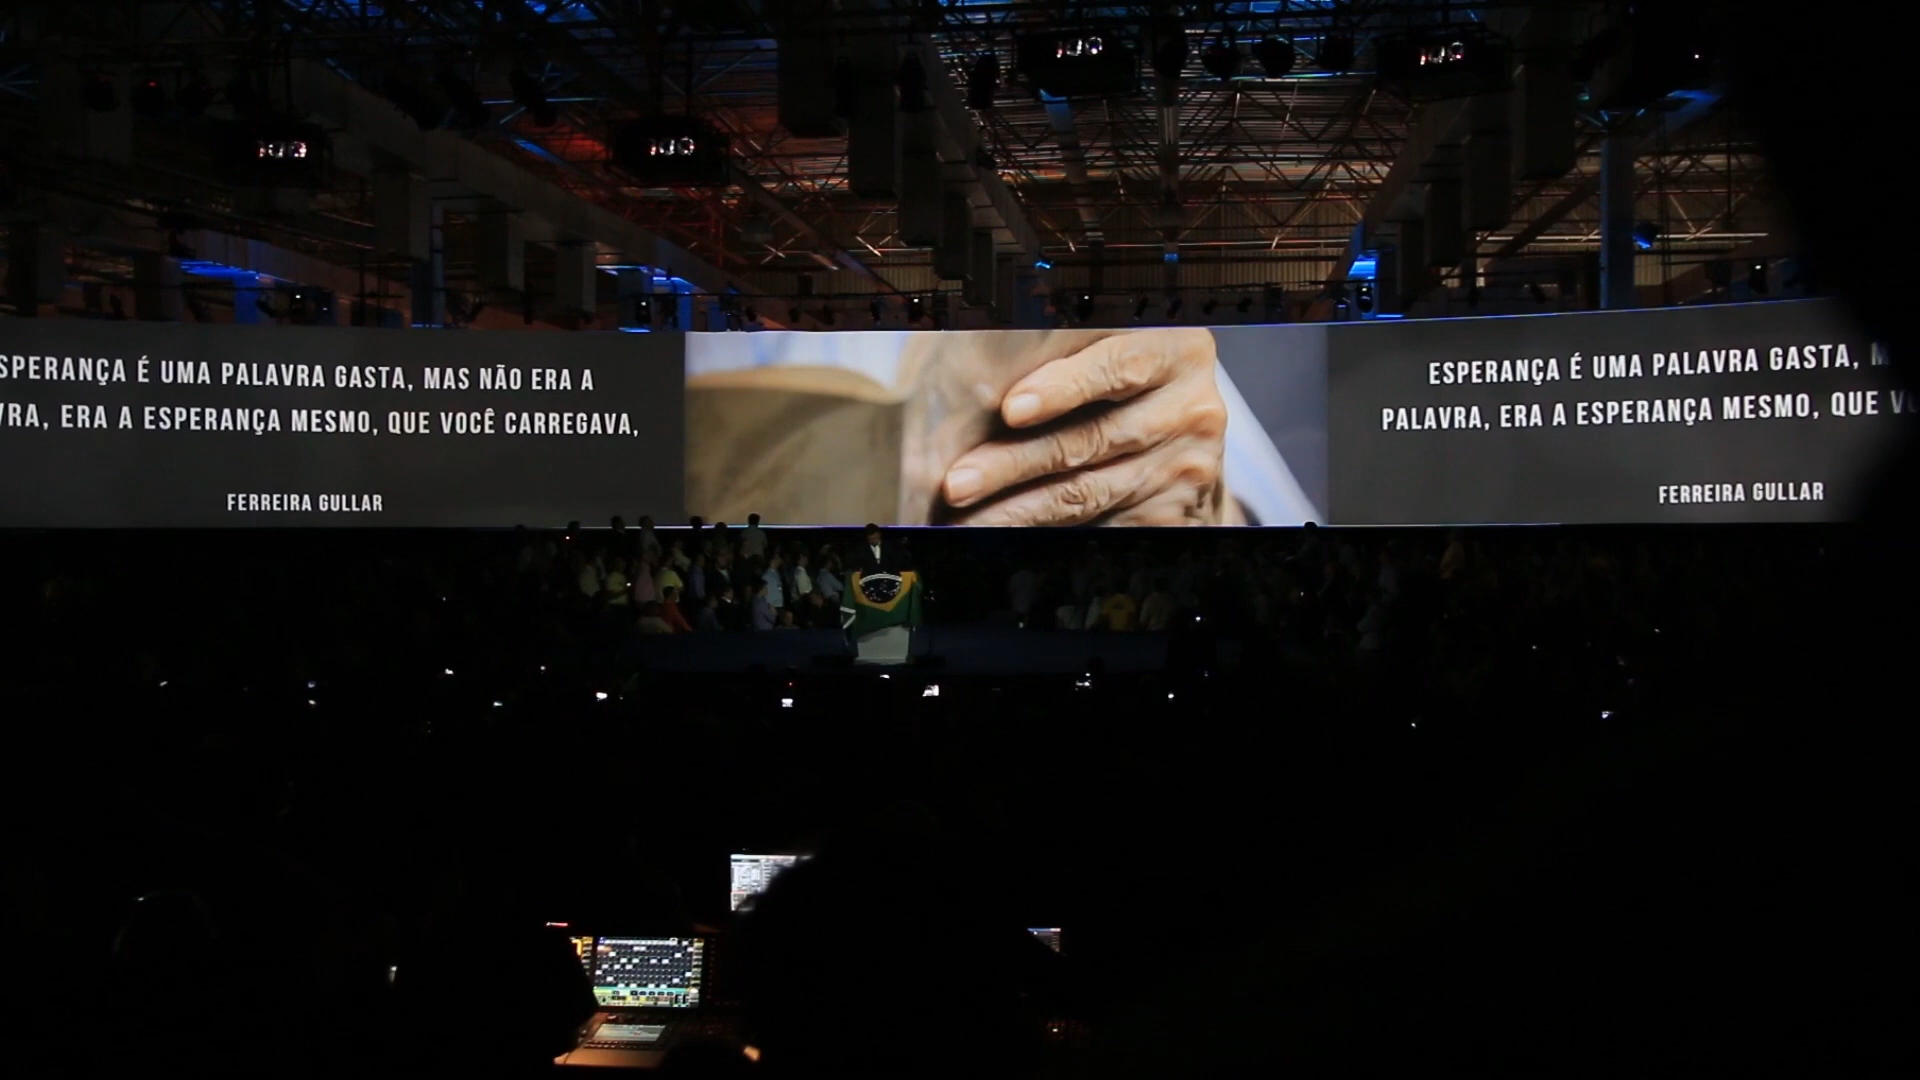 SPERANÇA É UMA PALAVRA GASTA, MAS NÃO ERA A
VRA, ERA A ESPERANÇA MESMO, QUE VOCÊ CARREGAVA,
FERREIRA GULLAR
ESPERANÇA É UMA PALAVRA GASTA, M
PALAVRA, ERA A ESPERANÇA MESMO, QUE VO
FERREIRA GULLAR